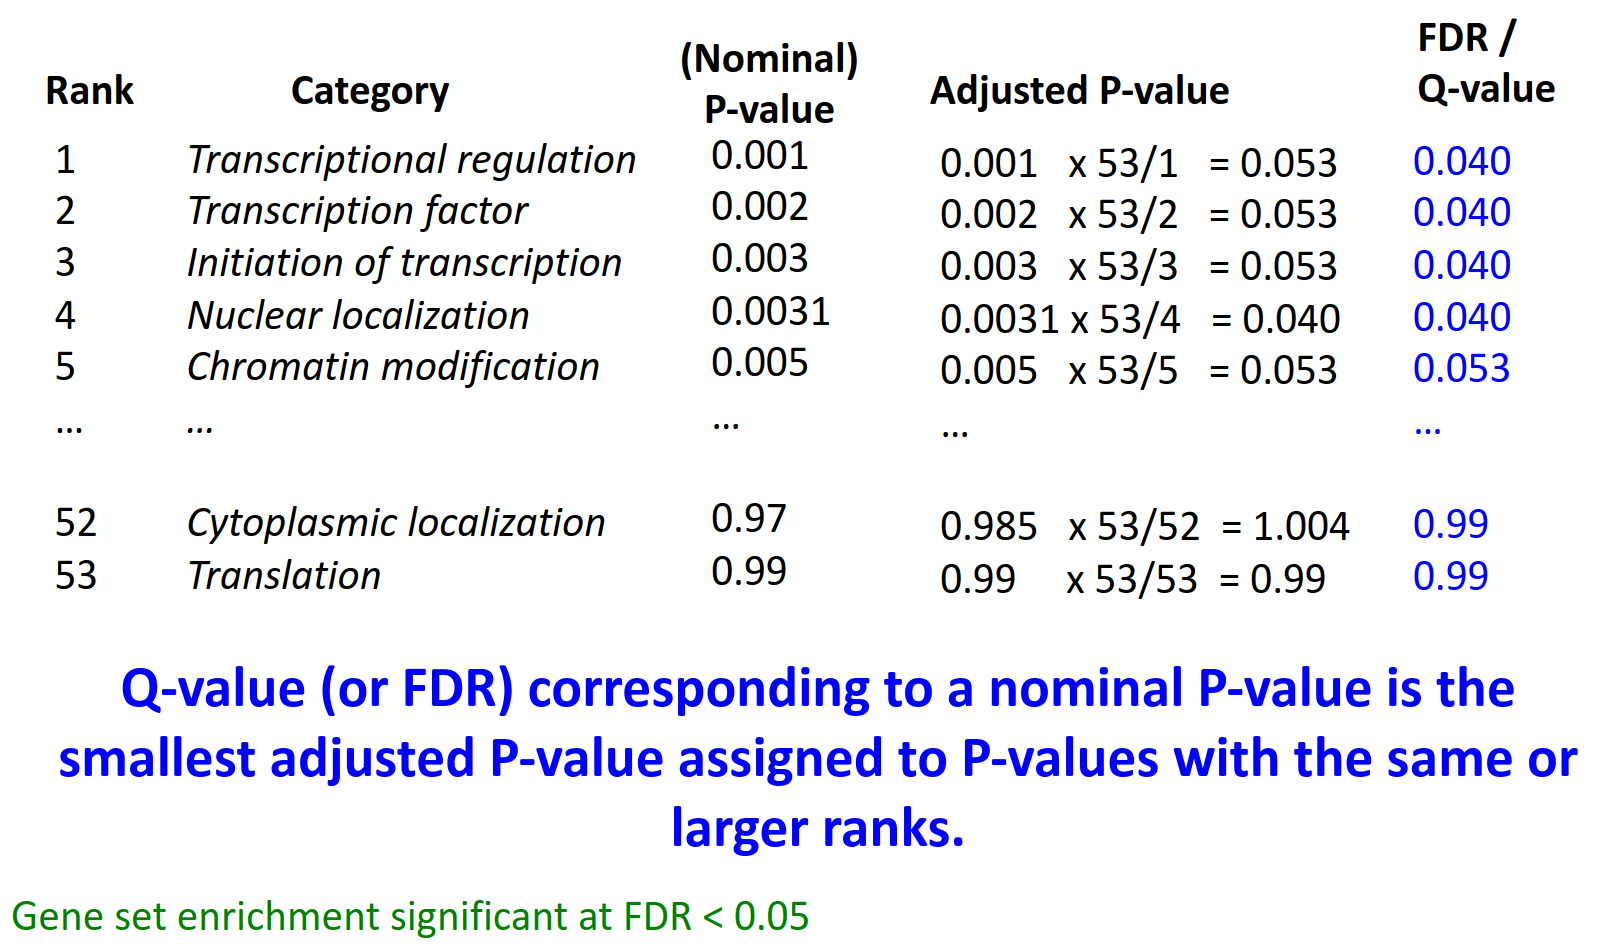 Rank Category (Nominal) P-value Adjusted P-value FDR / Q-value
1 Transcriptional regulation 0.001 0.001 x 53/1 = 0.053 0.040
2 Transcription factor 0.002 0.002 x 53/2 = 0.053 0.040
3 Initiation of transcription 0.003 0.003 x 53/3 = 0.053 0.040
4 Nuclear localization 0.0031 0.0031 x 53/4 = 0.040 0.040
5 Chromatin modification 0.005 0.005 x 53/5 = 0.053 0.053
... ... ... ... ...
52 Cytoplasmic localization 0.97 0.985 x 53/52 = 1.004 0.99
53 Translation 0.99 0.99 x 53/53 = 0.99 0.99
Q-value (or FDR) corresponding to a nominal P-value is the
smallest adjusted P-value assigned to P-values with the same or
larger ranks.
Gene set enrichment significant at FDR < 0.05